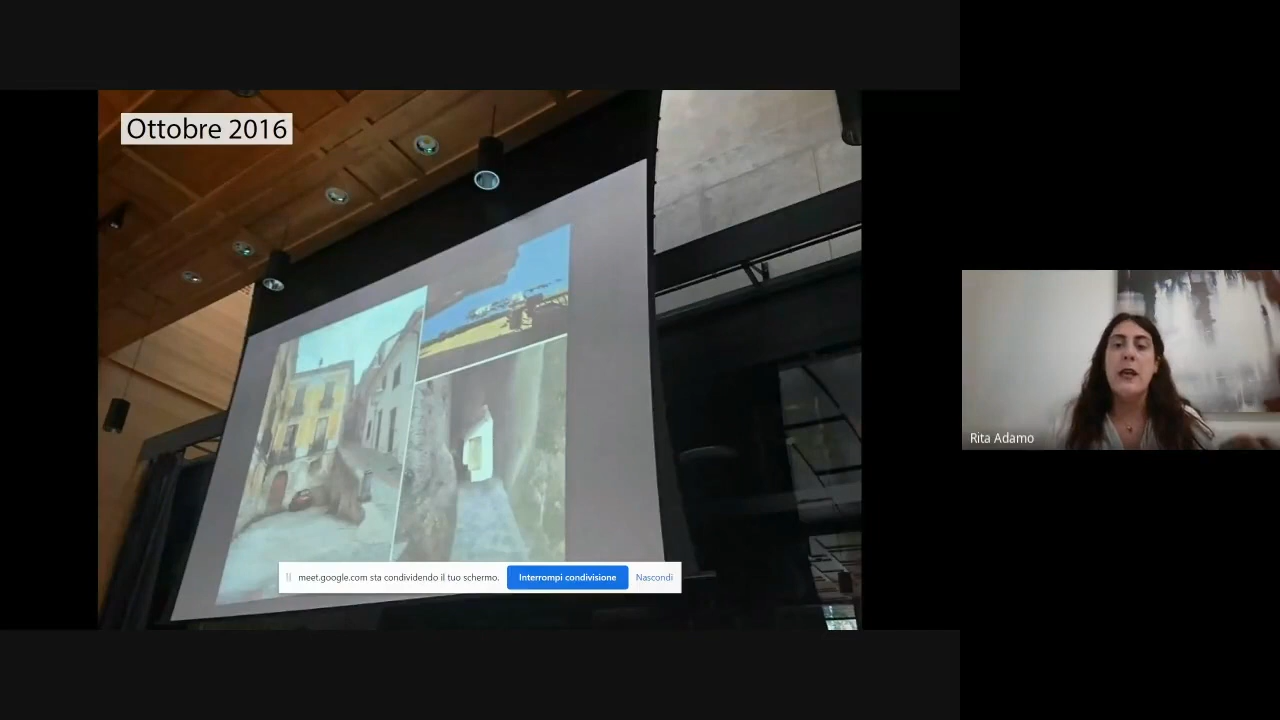 Ottobre 2016
meet.google.com sta condividendo il tuo schermo.
Interrompi condivisione
Nascondi
Rita Adamo